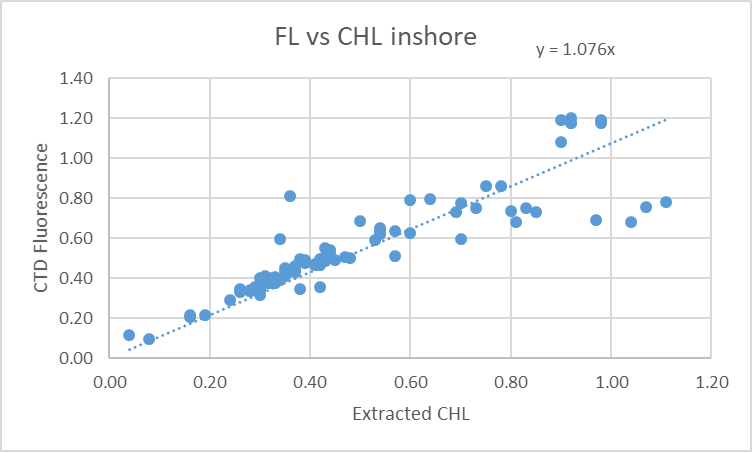 FL vs CHL inshore
y = 1.076x
1.40
1.20
1.00
0.80
0.60
0.40
0.20
0.00
CTD Fluorescence
0.00 0.20 0.40 0.60 0.80 1.00 1.20
Extracted CHL